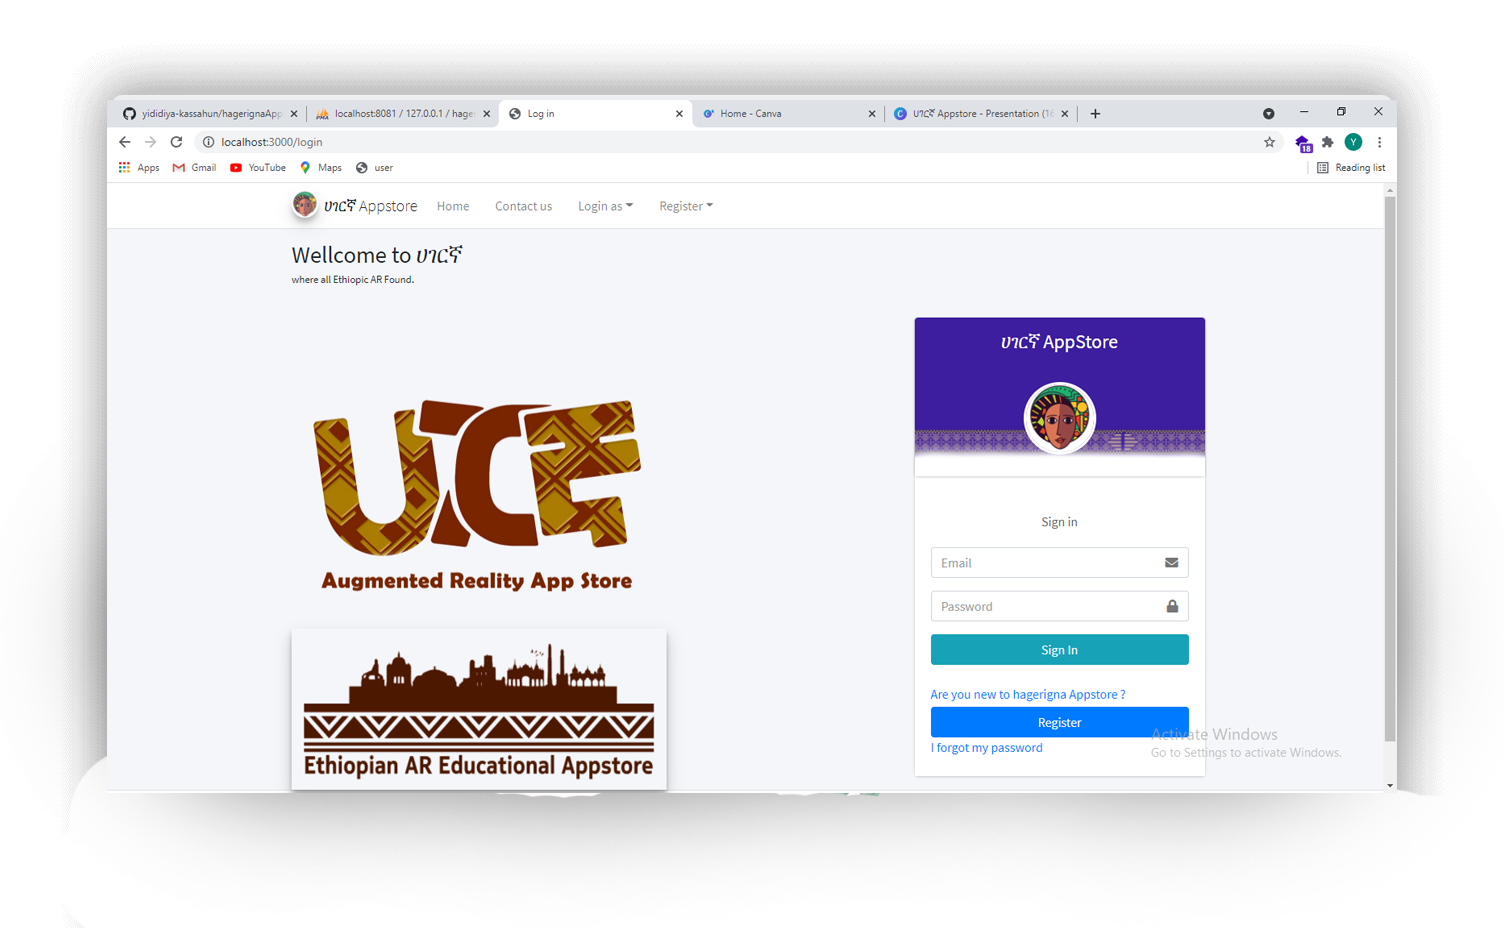 yididiya-kassahun/hagerignaApp
localhost:8081 / 127.0.0.1 / hage
Log in
Home - Canva
ሀገርኛ Appstore - Presentation (16
localhost:3000/login
18
Y
Apps
Gmail
YouTube
Maps
user
Reading list
ሀገርኛ Appstore
Home
Contact us
Login as
Register
Wellcome to ሀገርኛ
where all Ethiopic AR Found.
ሀገርኛ AppStore
Augmented Reality App Store
Ethiopian AR Educational Appstore
Sign in
Email
Password
Sign In
Are you new to hagerigna Appstore ?
Register
I forgot my password
Activate Windows
Go to Settings to activate Windows.